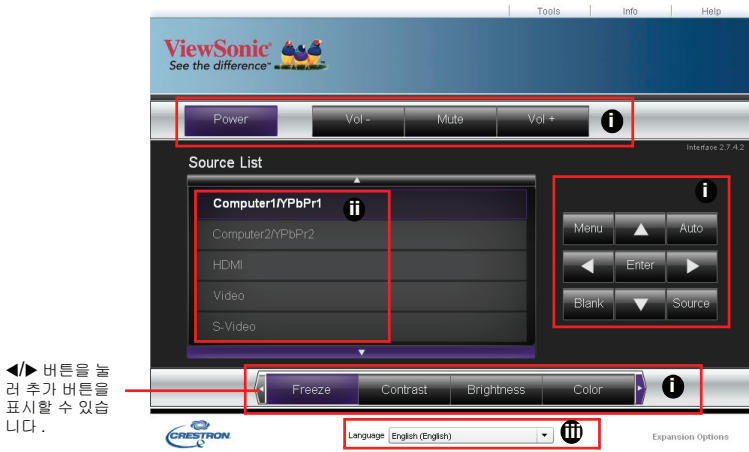 Tools Info Help
ViewSonic®
See the difference™
Power Vol - Mute Vol + i
Interface 2.7.4.2
Source List
i
Computer1/YPbPr1 ii
Computer2/YPbPr2
HDMI
Video
S-Video
Menu Auto
Enter
Blank Source
◀/▶ 버튼을 눌
러 추가 버튼을
표시할 수 있습
니다 .
Freeze Contrast Brightness Color i
CRESTRON
Language English (English) iii
Expansion Options